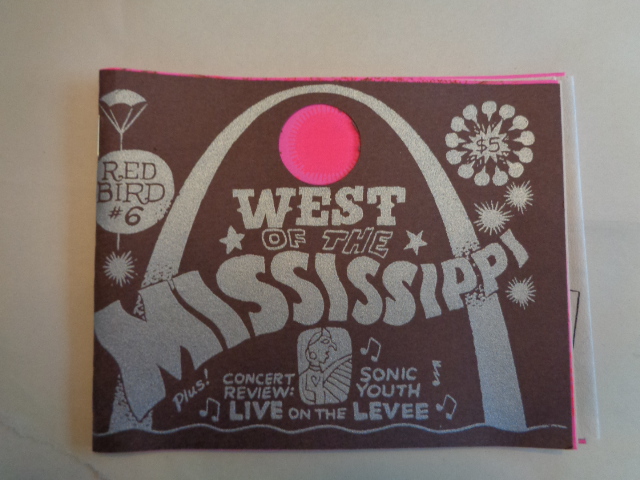 RED
BIRD
#6
$5
WEST
OF THE
MISSISSIPPI
Plus!
CONCERT
REVIEW:
SONIC
YOUTH
LIVE ON THE LEVEE